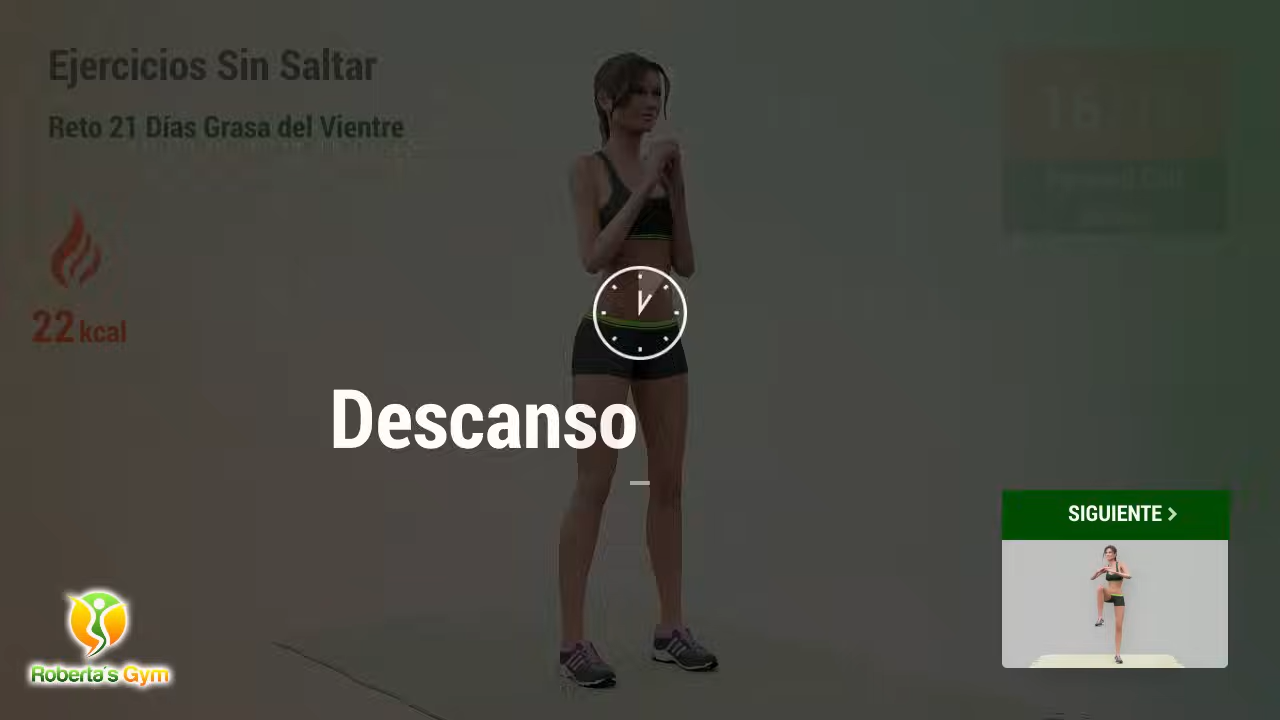 Ejercicios Sin Saltar
Reto 21 Días Grasa del Vientre
22 kcal
Descanso
SIGUIENTE >
Roberta's Gym